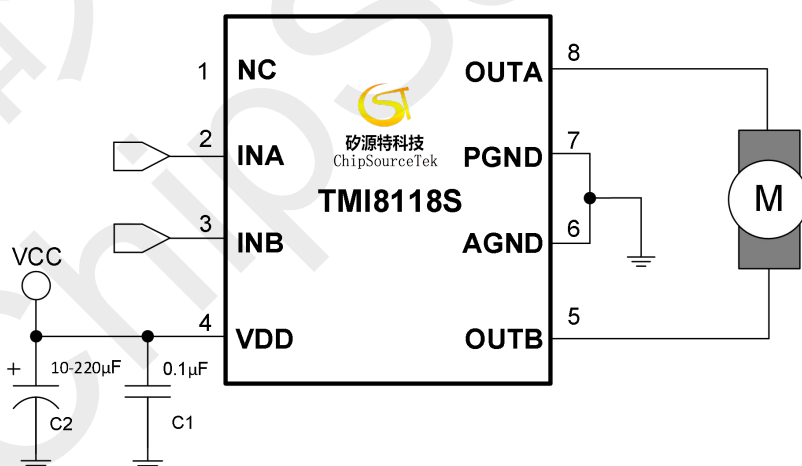 1 NC OUTA 8
矽源特科技
ChipSourceTek
2 INA PGND 7
TMI8118S
M
3 INB AGND 6
VCC
4 VDD OUTB 5
+ 10-220μF 0.1μF
C2 C1
ChipS